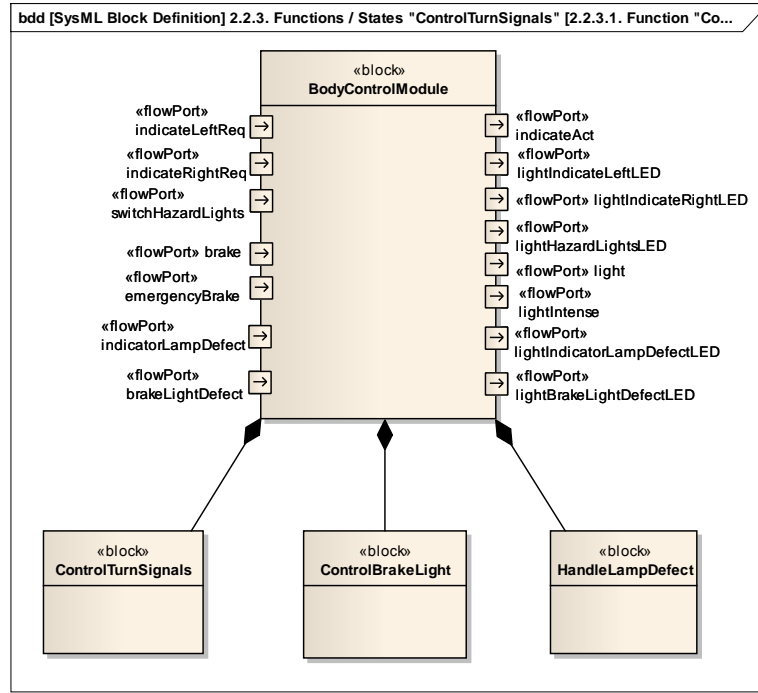 bdd [SysML Block Definition] 2.2.3. Functions / States "ControlTurnSignals" [2.2.3.1. Function "Co...
«block»
BodyControlModule
«flowPort»
indicateLeftReq
«flowPort»
indicateRightReq
«flowPort»
switchHazardLights
«flowPort» brake
«flowPort»
emergencyBrake
«flowPort»
indicatorLampDefect
«flowPort»
brakeLightDefect
«flowPort»
indicateAct
«flowPort»
lightIndicateLeftLED
«flowPort» lightIndicateRightLED
«flowPort»
lightHazardLightsLED
«flowPort» light
«flowPort»
lightIntense
«flowPort»
lightIndicatorLampDefectLED
«flowPort»
lightBrakeLightDefectLED
«block»
ControlTurnSignals
«block»
ControlBrakeLight
«block»
HandleLampDefect